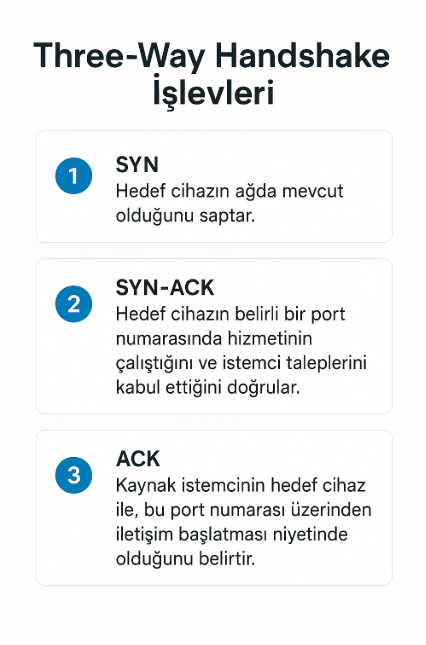 Three-Way Handshake
İşlevleri
1
SYN
Hedef cihazın ağda mevcut
olduğunu saptar.
2
SYN-ACK
Hedef cihazın belirli bir port
numarasında hizmetinin
çalıştığını ve istemci taleplerini
kabul ettiğini doğrular.
3
ACK
Kaynak istemcinin hedef cihaz
ile, bu port numarası üzerinden
iletişim başlatması niyetinde
olduğunu belirtir.